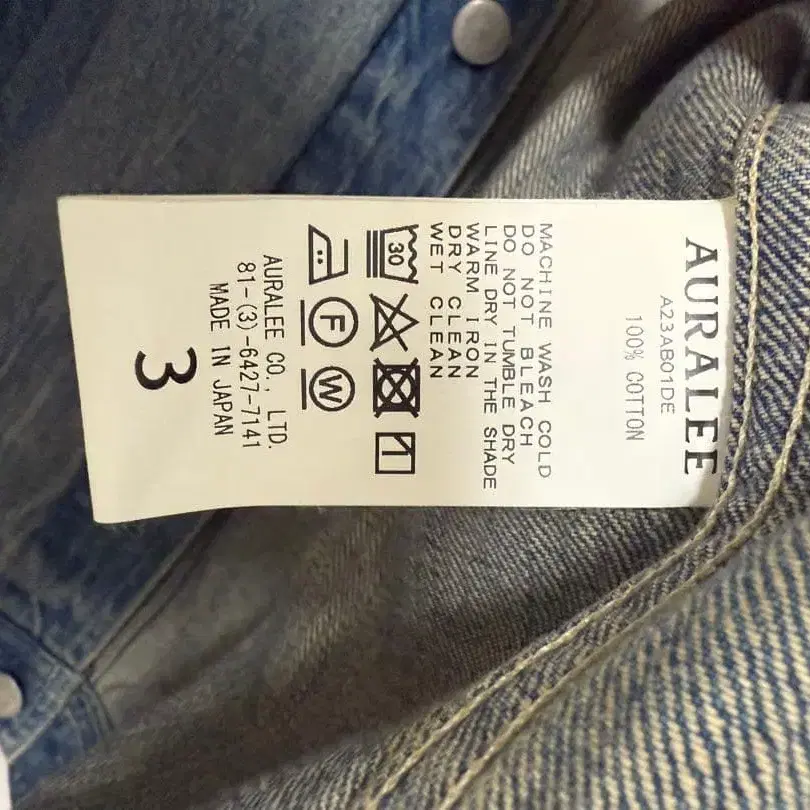 AURALEE
A23AB01DE
100% COTTON
MACHINE WASH COLD
DO NOT BLEACH
DO NOT TUMBLE DRY
LINE DRY IN THE SHADE
WARM IRON
DRY CLEAN
WET CLEAN
30
F W
AURALEE CO., LTD.
81-(3)-6427-7141
MADE IN JAPAN
3